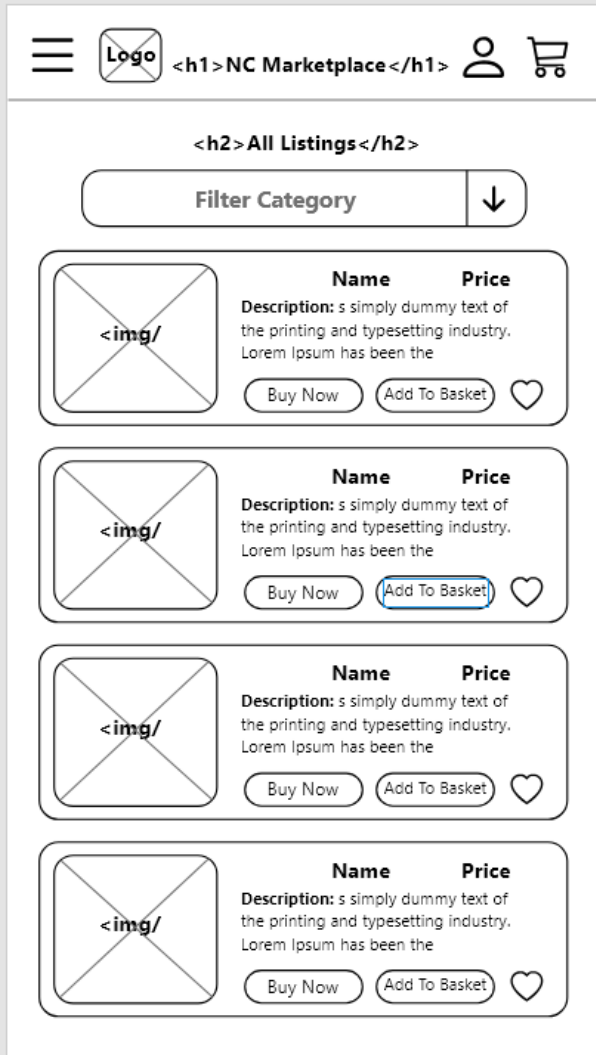 Logo
<h1>NC Marketplace</h1>
<h2>All Listings</h2>
Filter Category
<img/
Name Price
Description: s simply dummy text of
the printing and typesetting industry.
Lorem Ipsum has been the
Buy Now Add To Basket
<img/
Name Price
Description: s simply dummy text of
the printing and typesetting industry.
Lorem Ipsum has been the
Buy Now Add To Basket
<img/
Name Price
Description: s simply dummy text of
the printing and typesetting industry.
Lorem Ipsum has been the
Buy Now Add To Basket
<img/
Name Price
Description: s simply dummy text of
the printing and typesetting industry.
Lorem Ipsum has been the
Buy Now Add To Basket